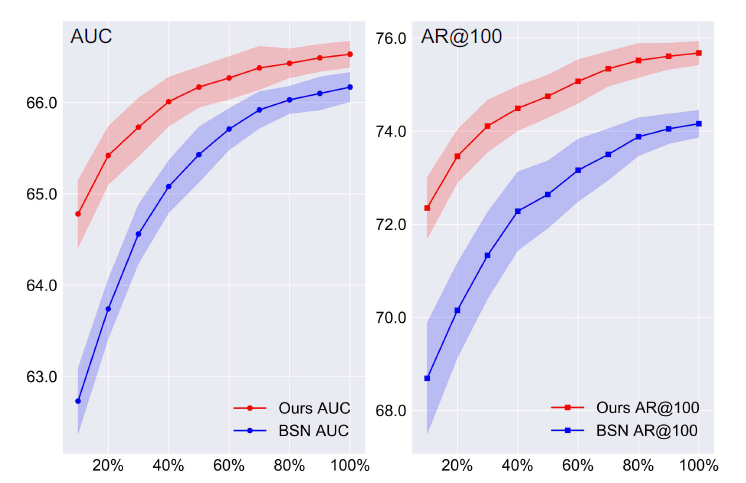 AUC
66.0
65.0
64.0
63.0
Ours AUC
BSN AUC
20% 40% 60% 80% 100%
AR@100
76.0
74.0
72.0
70.0
68.0
Ours AR@100
BSN AR@100
20% 40% 60% 80% 100%